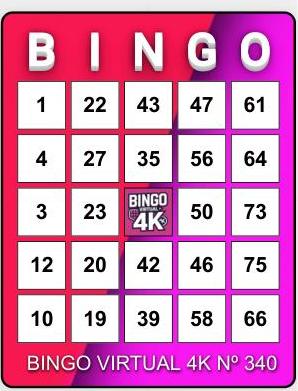 B I N G O
1 22 43 47 61
4 27 35 56 64
3 23 BINGO VIRTUAL 4K 50 73
12 20 42 46 75
10 19 39 58 66
BINGO VIRTUAL 4K Nº 340